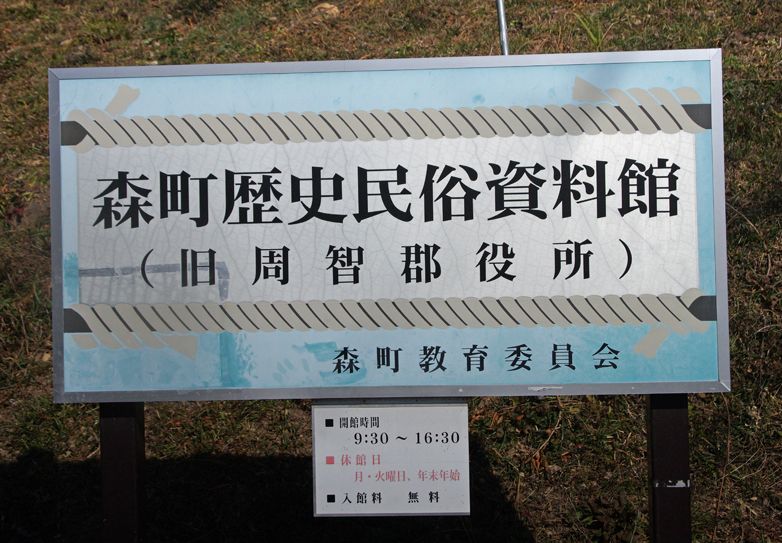 森町歴史民俗資料館
（旧周智郡役所）
森町教育委員会
■ 開館時間
9:30 ～ 16:30
■ 休館日
月・火曜日、年末年始
■ 入館料 無料